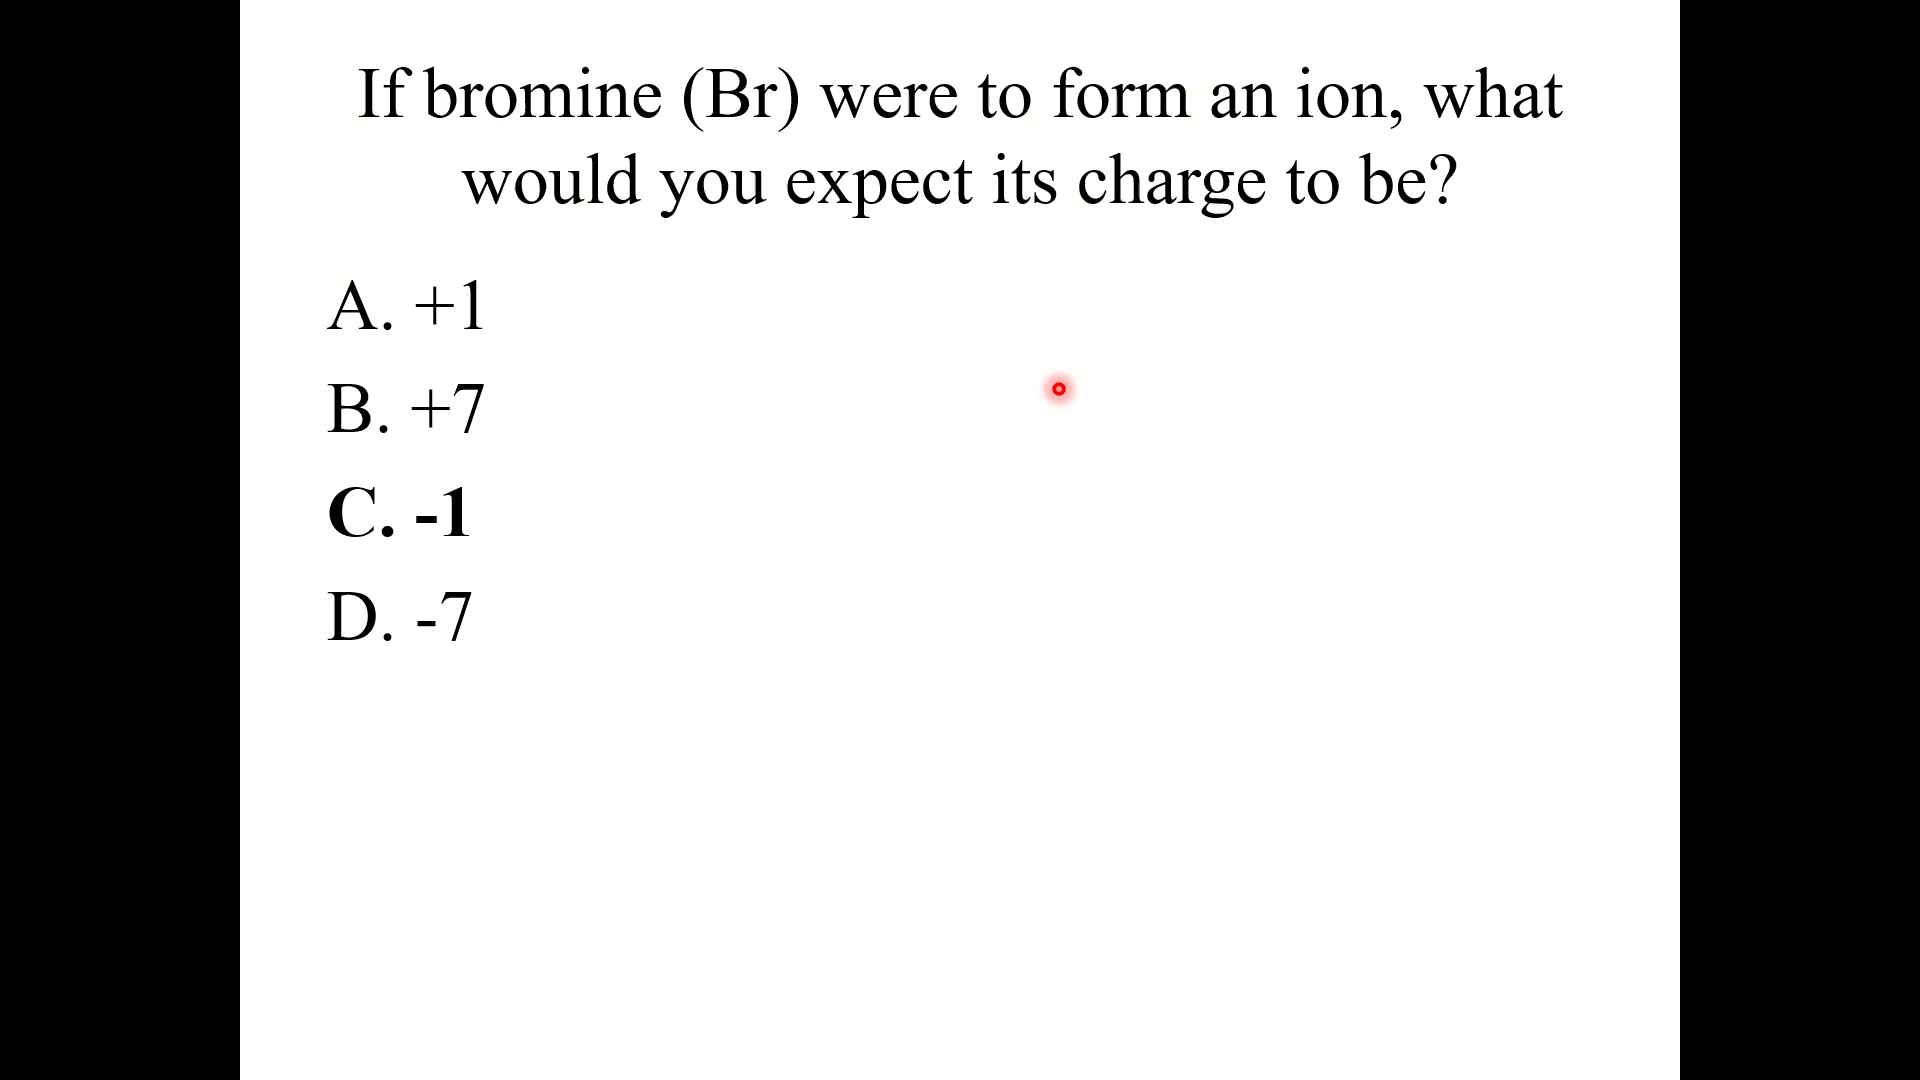 If bromine (Br) were to form an ion, what
would you expect its charge to be?
A. +1
B. +7
C. -1
D. -7